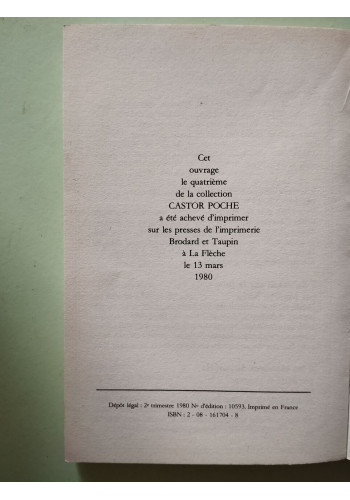 Cet
ouvrage
le quatrième
de la collection
CASTOR POCHE
a été achevé d'imprimer
sur les presses de l'imprimerie
Brodard et Taupin
à La Flèche
le 13 mars
1980
Dépôt légal : 2e trimestre 1980 No d'édition : 10593. Imprimé en France
ISBN : 2 - 08 - 161704 - 8